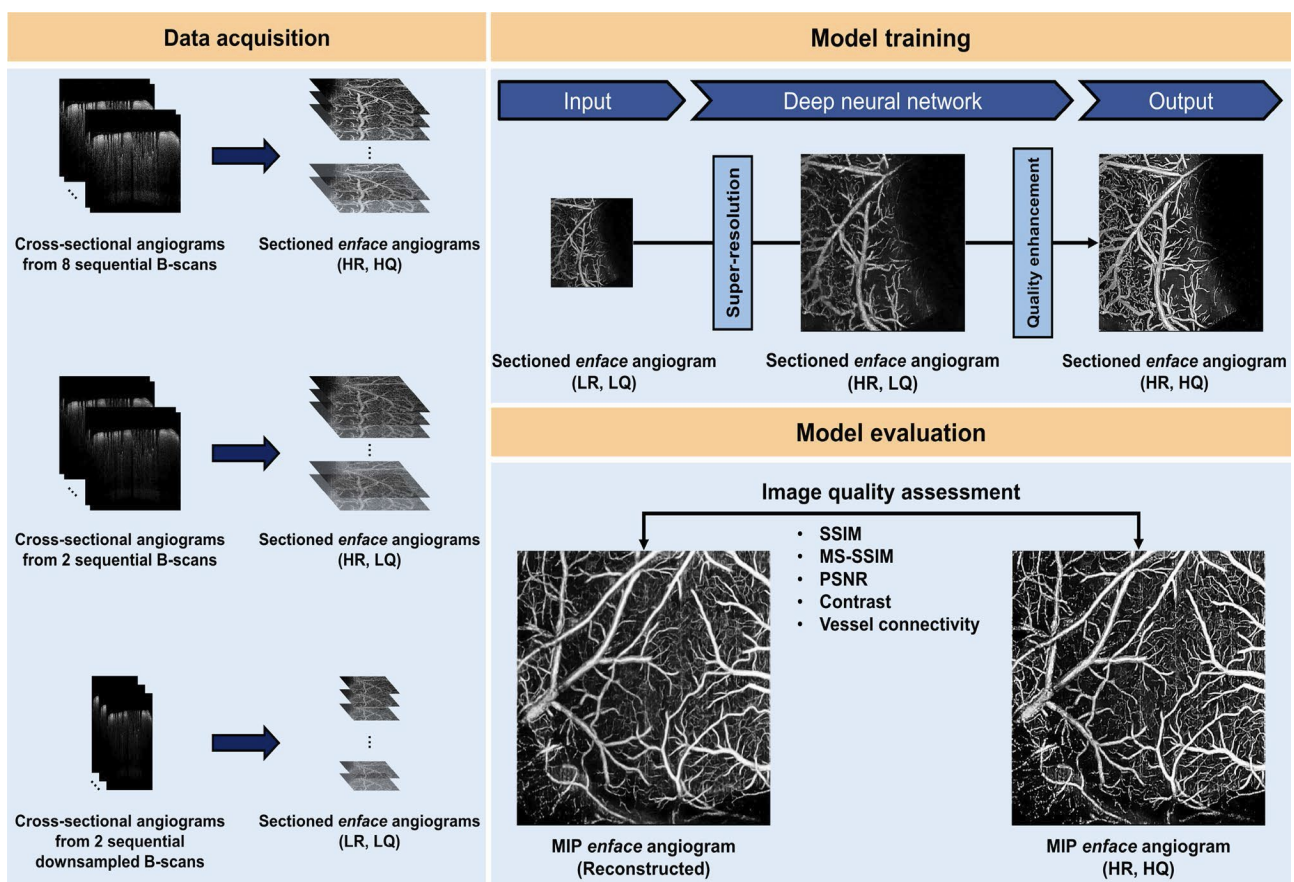 Data acquisition
Cross-sectional angiograms
from 8 sequential B-scans
Sectioned enface angiograms
(HR, HQ)
Cross-sectional angiograms
from 2 sequential B-scans
Sectioned enface angiograms
(HR, LQ)
Cross-sectional angiograms
from 2 sequential
downsampled B-scans
Sectioned enface angiograms
(LR, LQ)
Model training
Input
Deep neural network
Output
Super-resolution
Quality enhancement
Sectioned enface angiogram
(LR, LQ)
Sectioned enface angiogram
(HR, LQ)
Sectioned enface angiogram
(HR, HQ)
Model evaluation
Image quality assessment
• SSIM
• MS-SSIM
• PSNR
• Contrast
• Vessel connectivity
MIP enface angiogram
(Reconstructed)
MIP enface angiogram
(HR, HQ)